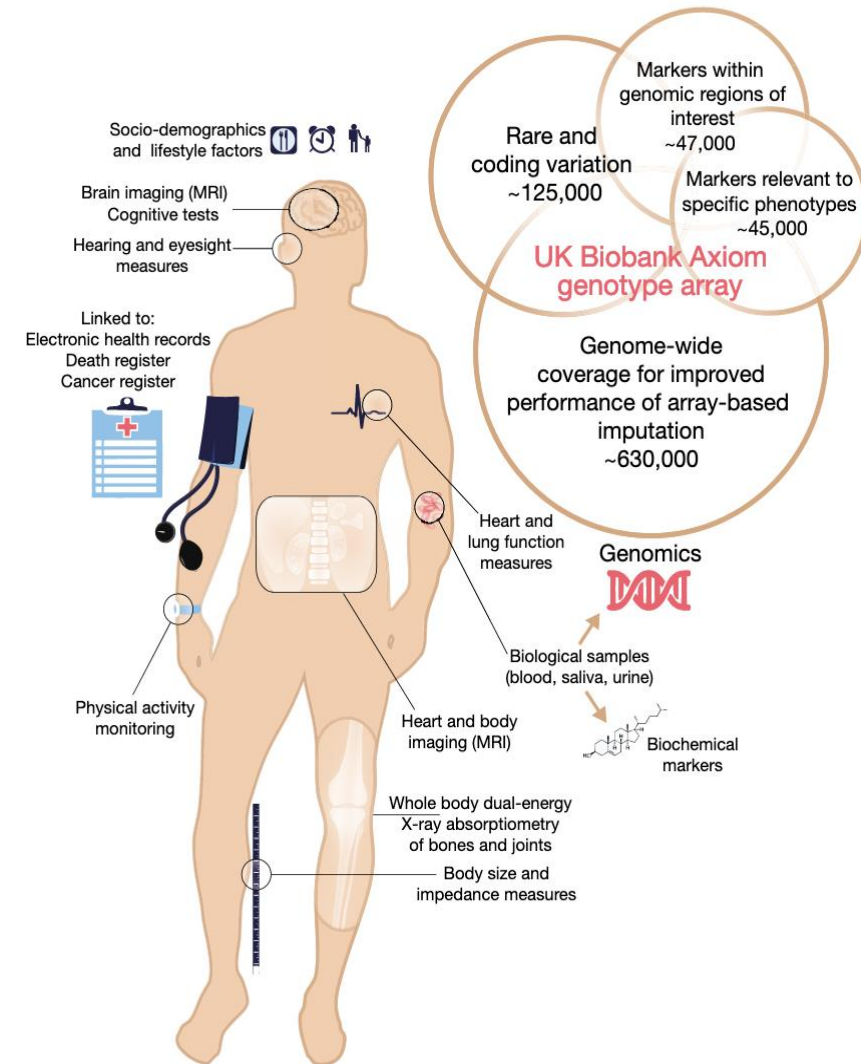 Socio-demographics
and lifestyle factors
Brain imaging (MRI)
Cognitive tests
Hearing and eyesight
measures
Linked to:
Electronic health records
Death register
Cancer register
Physical activity
monitoring
Markers within
genomic regions of
interest
~47,000
Rare and
coding variation
~125,000
Markers relevant to
specific phenotypes
~45,000
UK Biobank Axiom
genotype array
Genome-wide
coverage for improved
performance of array-based
imputation
~630,000
Heart and
lung function
measures
Genomics
Biological samples
(blood, saliva, urine)
Biochemical
markers
Heart and body
imaging (MRI)
Whole body dual-energy
X-ray absorptiometry
of bones and joints
Body size and
impedance measures